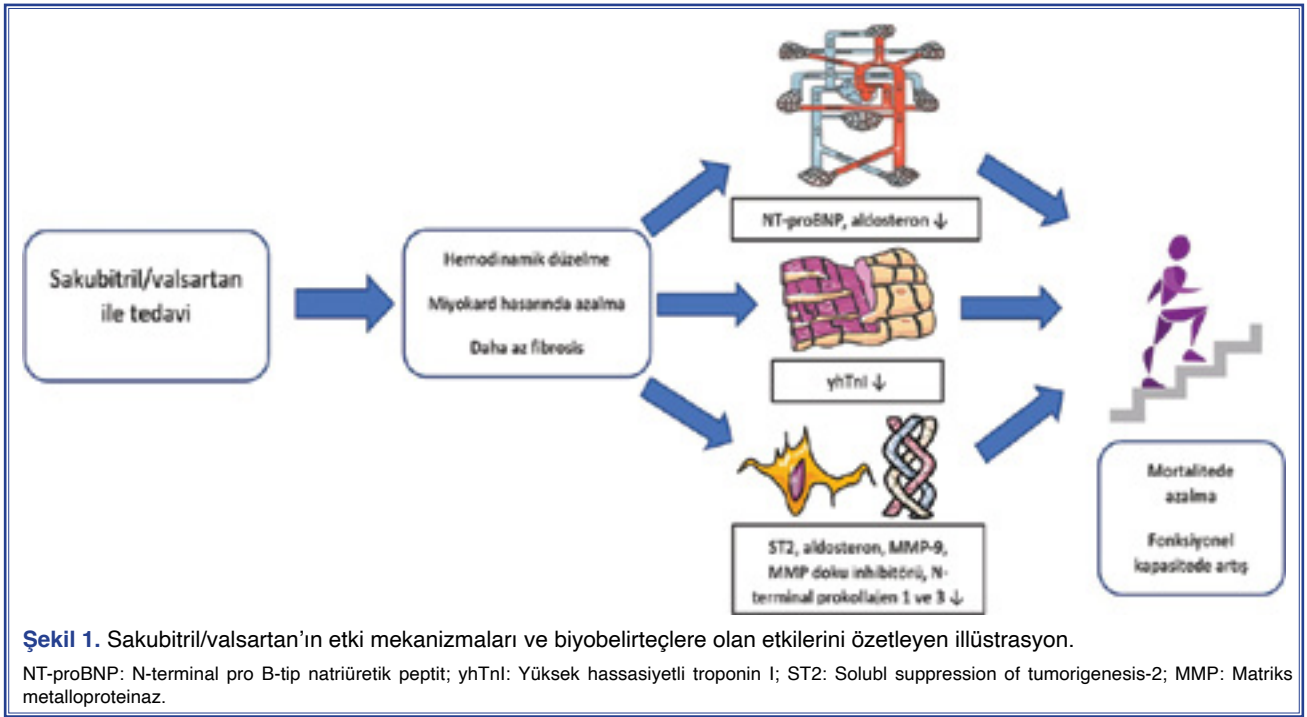 Sakubitril/valsartan
ile tedavi
Hemodinamik düzelme
Miyokard hasarında azalma
Daha az fibrosis
NT-proBNP, aldosteron ↓
yhTnI ↓
ST2, aldosteron, MMP-9,
MMP doku inhibitörü, N-
terminal prokollajen 1 ve 3 ↓
Mortalitede
azalma
Fonksiyonel
kapasitede artış
Şekil 1. Sakubitril/valsartan’ın etki mekanizmaları ve biyobelirteçlere olan etkilerini özetleyen illüstrasyon.
NT-proBNP: N-terminal pro B-tip natriüretik peptit; yhTnI: Yüksek hassasiyetli troponin I; ST2: Solubl suppression of tumorigenesis-2; MMP: Matriks
metalloproteinaz.